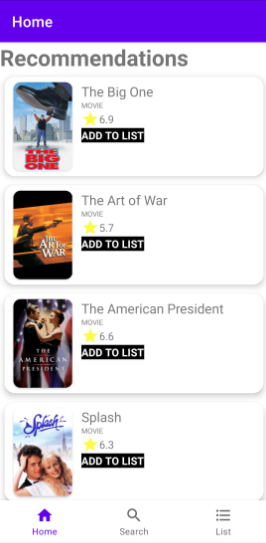 Home
Recommendations
The Big One
MOVIE
6.9
ADD TO LIST
THE
BIG
ONE
The Art of War
MOVIE
5.7
ADD TO LIST
THE
ART OF
WAR
The American President
MOVIE
6.6
ADD TO LIST
THE
AMERICAN
PRESIDENT
Splash
MOVIE
6.3
ADD TO LIST
Splash
Home
Search
List